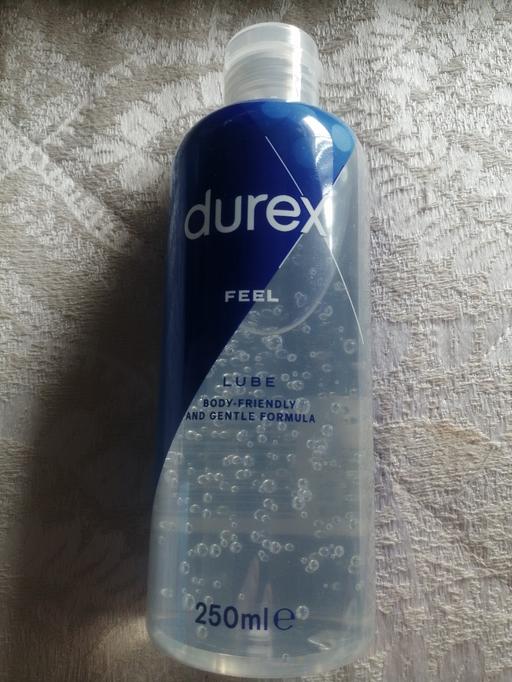 durex
FEEL
LUBE
BODY-FRIENDLY
AND GENTLE FORMULA
250ml ℮